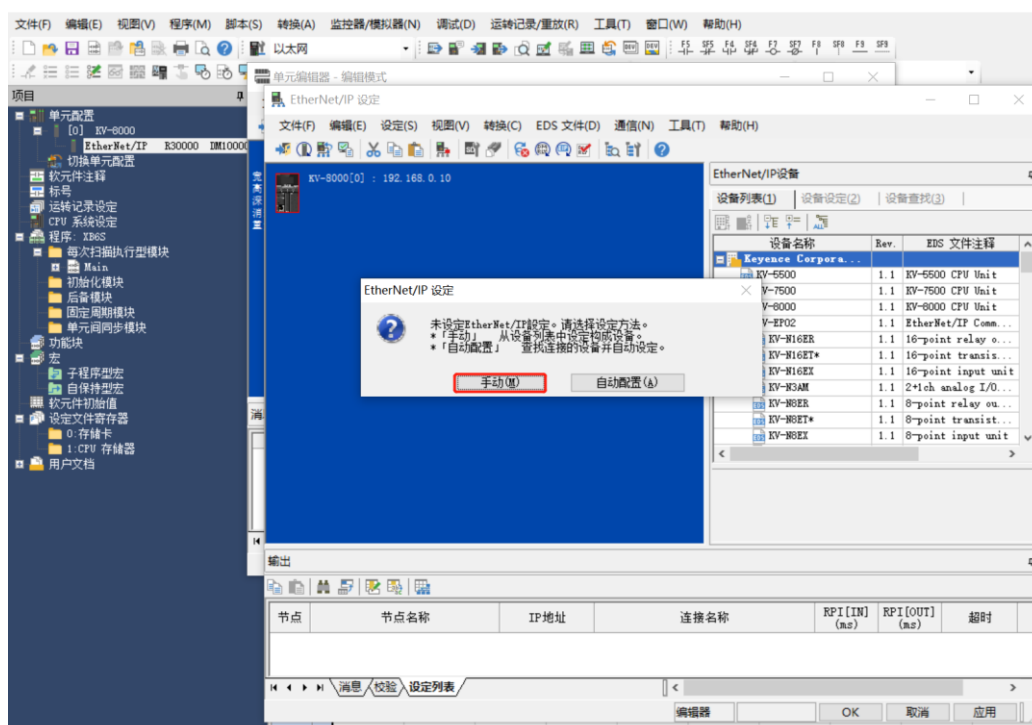 文件(F) 编辑(E) 视图(V) 程序(M) 脚本(S) 转换(A) 监控器/模拟器(N) 调试(D) 运转记录/重放(R) 工具(T) 窗口(W) 帮助(H)
以太网
F5 SF5 F4 SF4 F7 SF7 F8 SF8 F9 SF9
项目
单元配置
[0] KV-8000
EtherNet/IP R30000 DM1000
切换单元配置
软元件注释
标号
运转记录设定
CPU 系统设定
程序: XB6S
每次扫描执行型模块
Main
初始化模块
后备模块
固定周期模块
单元间同步模块
功能块
宏
子程序型宏
自保持型宏
软元件初始值
设定文件寄存器
0:存储卡
1:CPU 存储器
用户文档
单元编辑器 - 编辑模式
EtherNet/IP 设定
文件(F) 编辑(E) 设定(S) 视图(V) 转换(C) EDS 文件(D) 通信(N) 工具(T) 帮助(H)
KV-8000[0] : 192.168.0.10
EtherNet/IP设备
设备列表(1) 设备设定(2) 设备查找(3)
设备名称 Rev. EDS 文件注释
Keyence Corpora...
KV-5500 1.1 KV-5500 CPU Unit
V-7500 1.1 KV-7500 CPU Unit
V-8000 1.1 KV-8000 CPU Unit
V-EP02 1.1 EtherNet/IP Comm...
KV-N16ER 1.1 16-point relay o...
KV-N16ET* 1.1 16-point transis...
KV-N16EX 1.1 16-point input unit
KV-N3AM 1.1 2+1ch analog I/O...
KV-N8ER 1.1 8-point relay ou...
KV-N8ET* 1.1 8-point transist...
KV-N8EX 1.1 8-point input unit
EtherNet/IP 设定
未设定EtherNet/IP設定。请选择设定方法。
*「手动」 从设备列表中设定构成设备。
*「自动配置」 查找连接的设备并自动设定。
手动(M) 自动配置(A)
消
输出
节点 节点名称 IP地址 连接名称 RPI[IN] (ms) RPI[OUT] (ms) 超时
消息 校验 设定列表
编辑器 OK 取消 应用